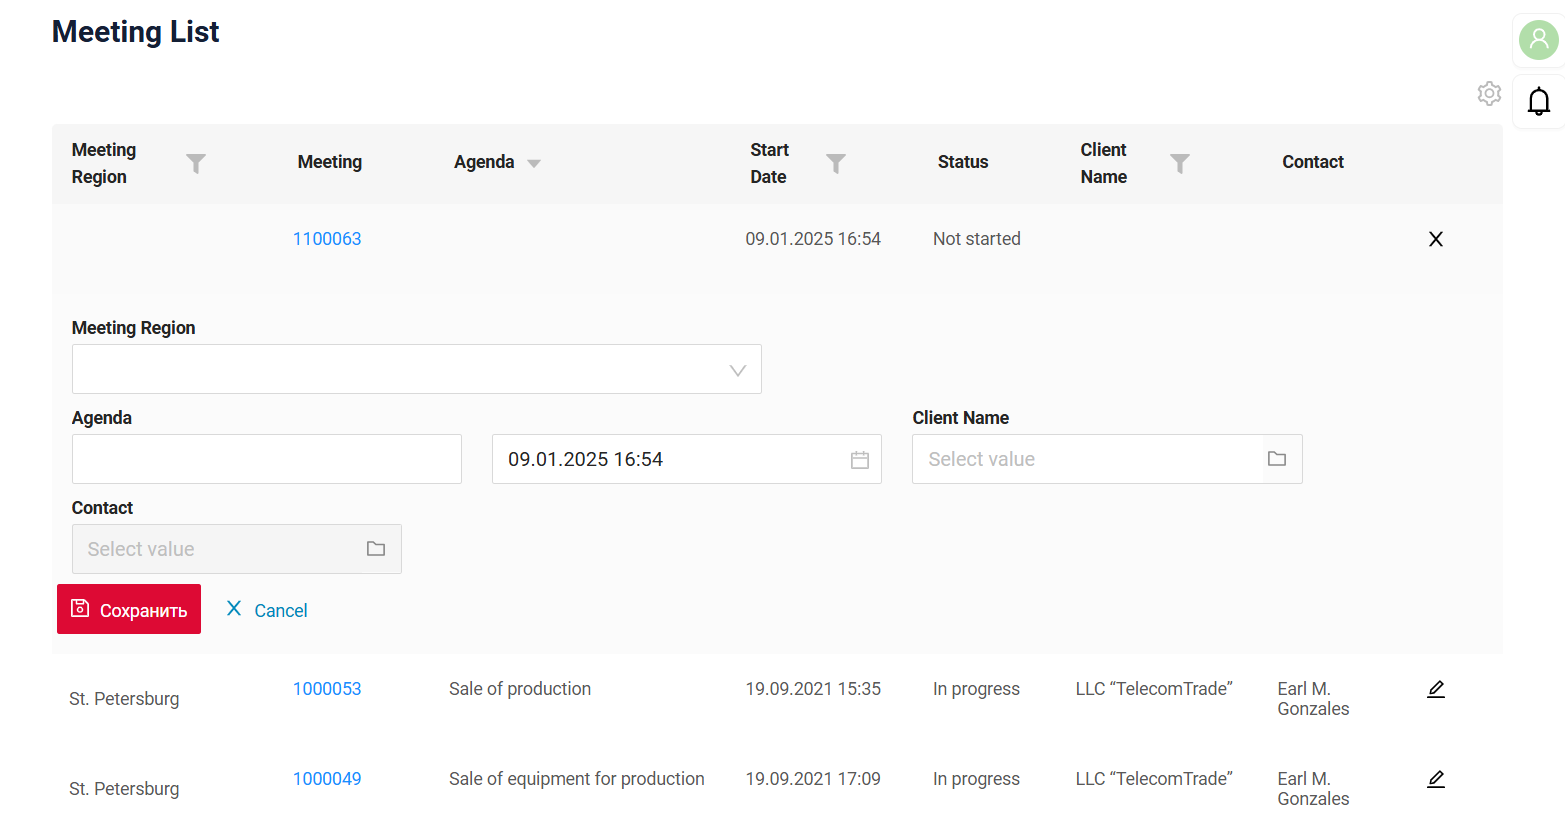 Meeting List
Meeting Region
Meeting
Agenda
Start Date
Status
Client Name
Contact
1100063
09.01.2025 16:54
Not started
Meeting Region
Agenda
Client Name
09.01.2025 16:54
Select value
Contact
Select value
Сохранить
Cancel
St. Petersburg
1000053
Sale of production
19.09.2021 15:35
In progress
LLC “TelecomTrade”
Earl M.
Gonzales
St. Petersburg
1000049
Sale of equipment for production
19.09.2021 17:09
In progress
LLC “TelecomTrade”
Earl M.
Gonzales